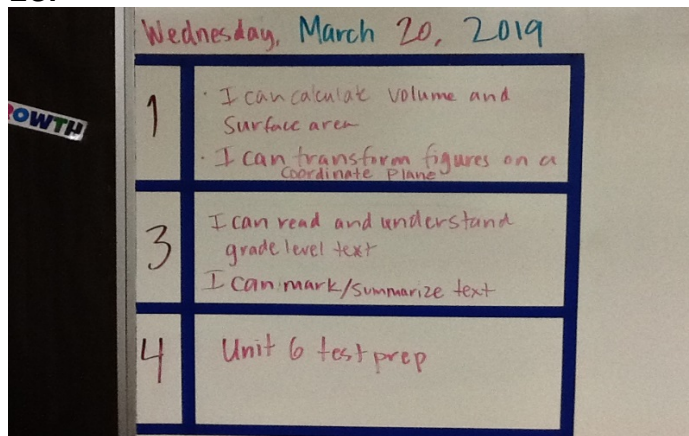 Wednesday, March 20, 2019
OWTH
1
· I can calculate volume and
surface area
· I can transform figures on a
coordinate plane
3
I can read and understand
grade level text
I can mark/summarize text
4
Unit 6 test prep